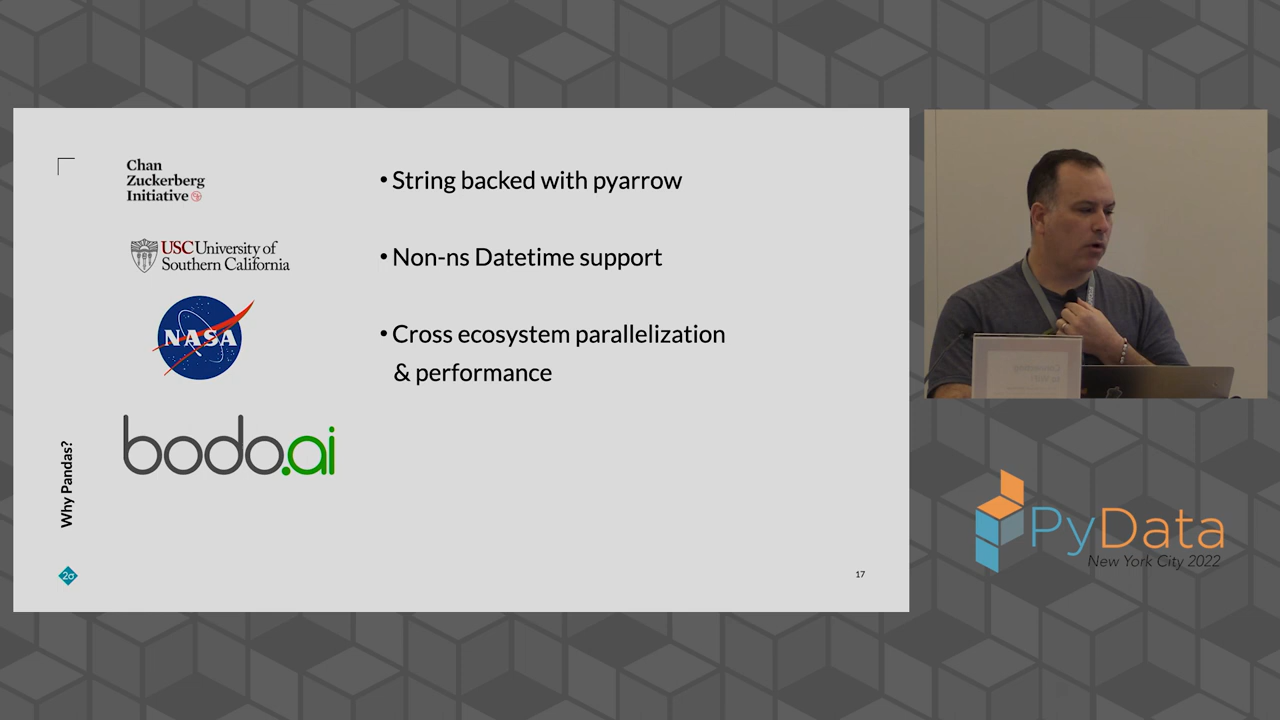 Chan
Zuckerberg
Initiative
USC University of
Southern California
NASA
bodo.ai
• String backed with pyarrow
• Non-ns Datetime support
• Cross ecosystem parallelization
& performance
Why Pandas?
2σ
17
PyData
New York City 2022